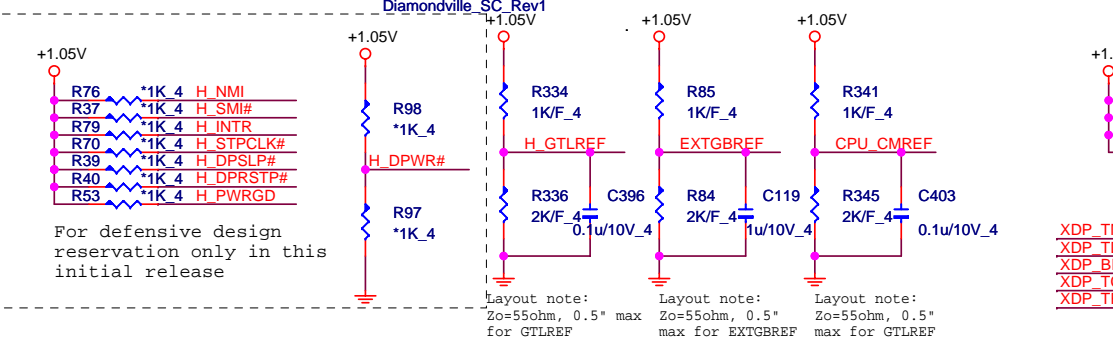 Diamondville_SC_Rev1
+1.05V
R76 *1K_4 H_NMI
R37 *1K_4 H_SMI#
R79 *1K_4 H_INTR
R70 *1K_4 H_STPCLK#
R39 *1K_4 H_DPSLP#
R40 *1K_4 H_DPRSTP#
R53 *1K_4 H_PWRGD
For defensive design
reservation only in this
initial release
+1.05V
R98
*1K_4
H_DPWR#
R97
*1K_4
+1.05V
R334
1K/F_4
H_GTLREF
R336
2K/F_4
C396
0.1u/10V_4
Layout note:
Zo=55ohm, 0.5" max
for GTLREF
+1.05V
R85
1K/F_4
EXTGBREF
R84
2K/F_4
C119
1u/10V_4
Layout note:
Zo=55ohm, 0.5"
max for EXTGBREF
+1.05V
R341
1K/F_4
CPU_CMREF
R345
2K/F_4
C403
0.1u/10V_4
Layout note:
Zo=55ohm, 0.5"
max for GTLREF
+1.